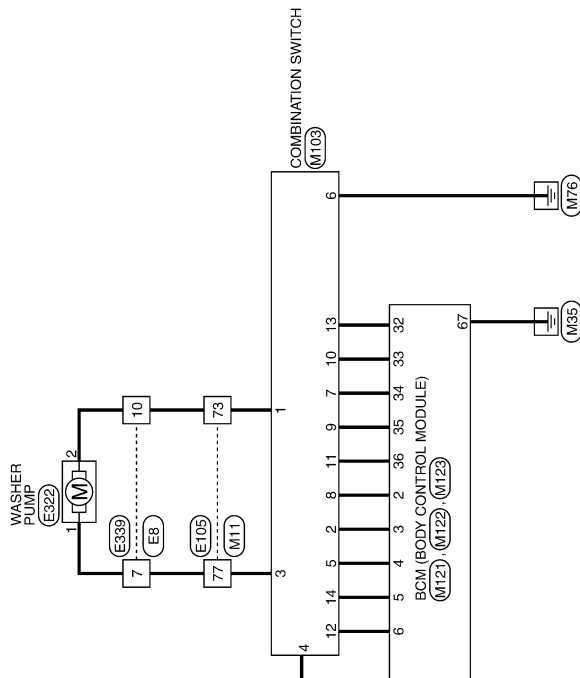 WASHER
PUMP
E322
1
M
2
E339
E8
7
10
E105
M11
77
73
3
1
COMBINATION SWITCH
M103
4
12
14
5
2
8
11
9
7
10
13
6
6
5
4
3
2
36
35
34
33
32
67
BCM (BODY CONTROL MODULE)
M121 , M122 , M123
M35
M76